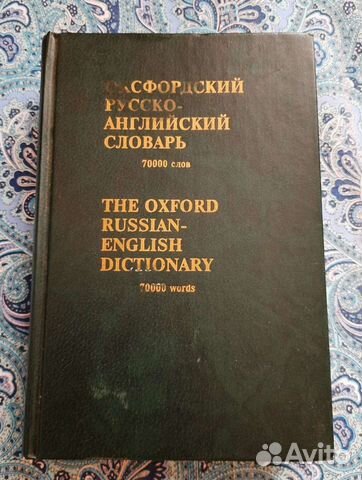 ОКСФОРДСКИЙ
РУССКО-
АНГЛИЙСКИЙ
СЛОВАРЬ
70000 слов
THE OXFORD
RUSSIAN-
ENGLISH
DICTIONARY
70000 words
Avito